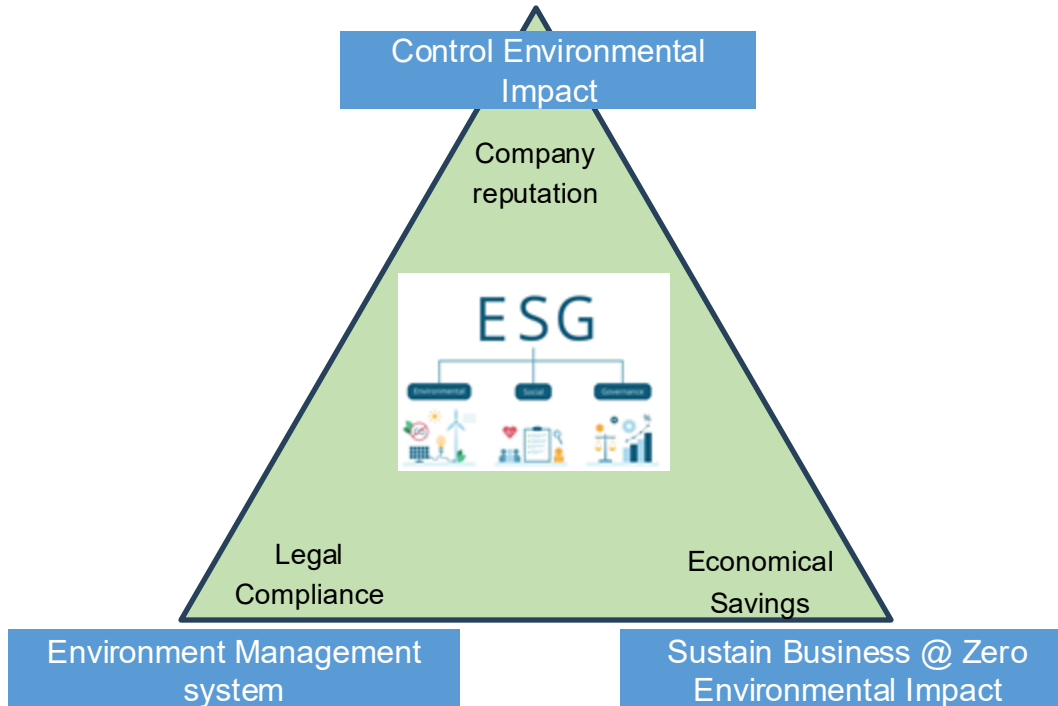 Control Environmental
Impact
Company
reputation
ESG
Environmental
Social
Governance
Legal
Compliance
Economical
Savings
Environment Management
system
Sustain Business @ Zero
Environmental Impact